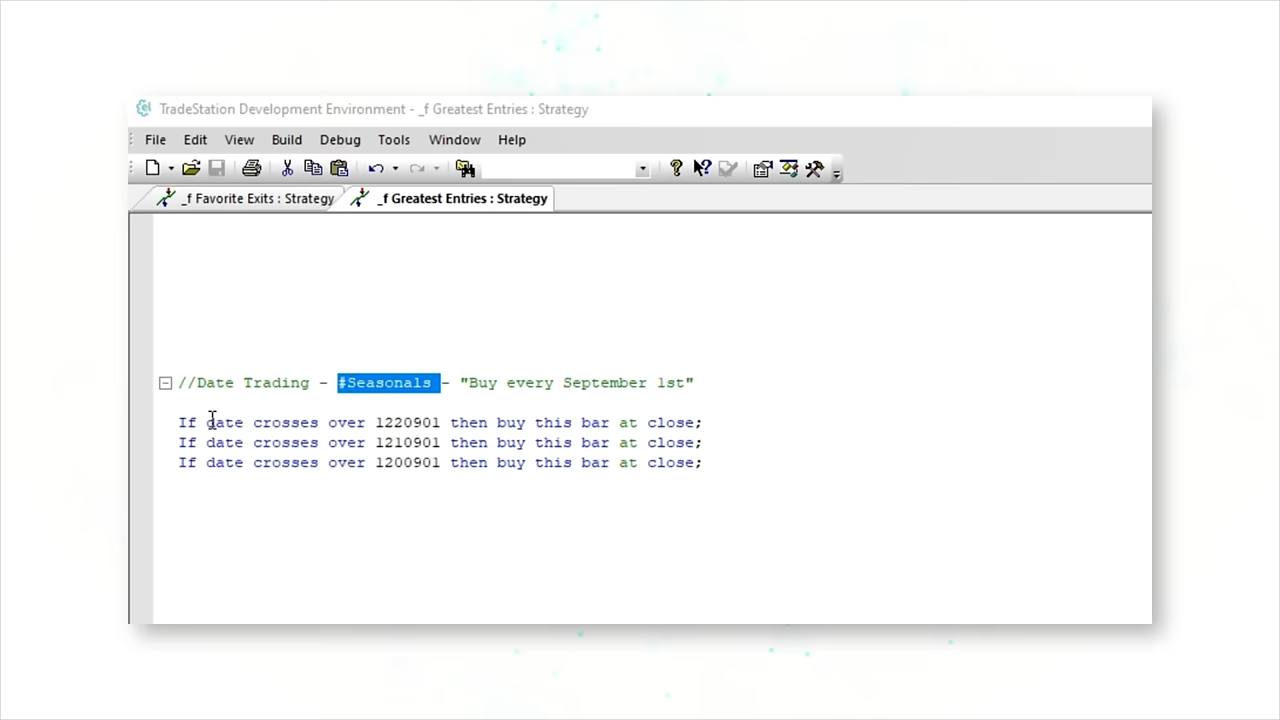 TradeStation Development Environment - _f Greatest Entries : Strategy
File Edit View Build Debug Tools Window Help
_f Favorite Exits : Strategy _f Greatest Entries : Strategy
//Date Trading - #Seasonals - "Buy every September 1st"
If date crosses over 1220901 then buy this bar at close;
If date crosses over 1210901 then buy this bar at close;
If date crosses over 1200901 then buy this bar at close;